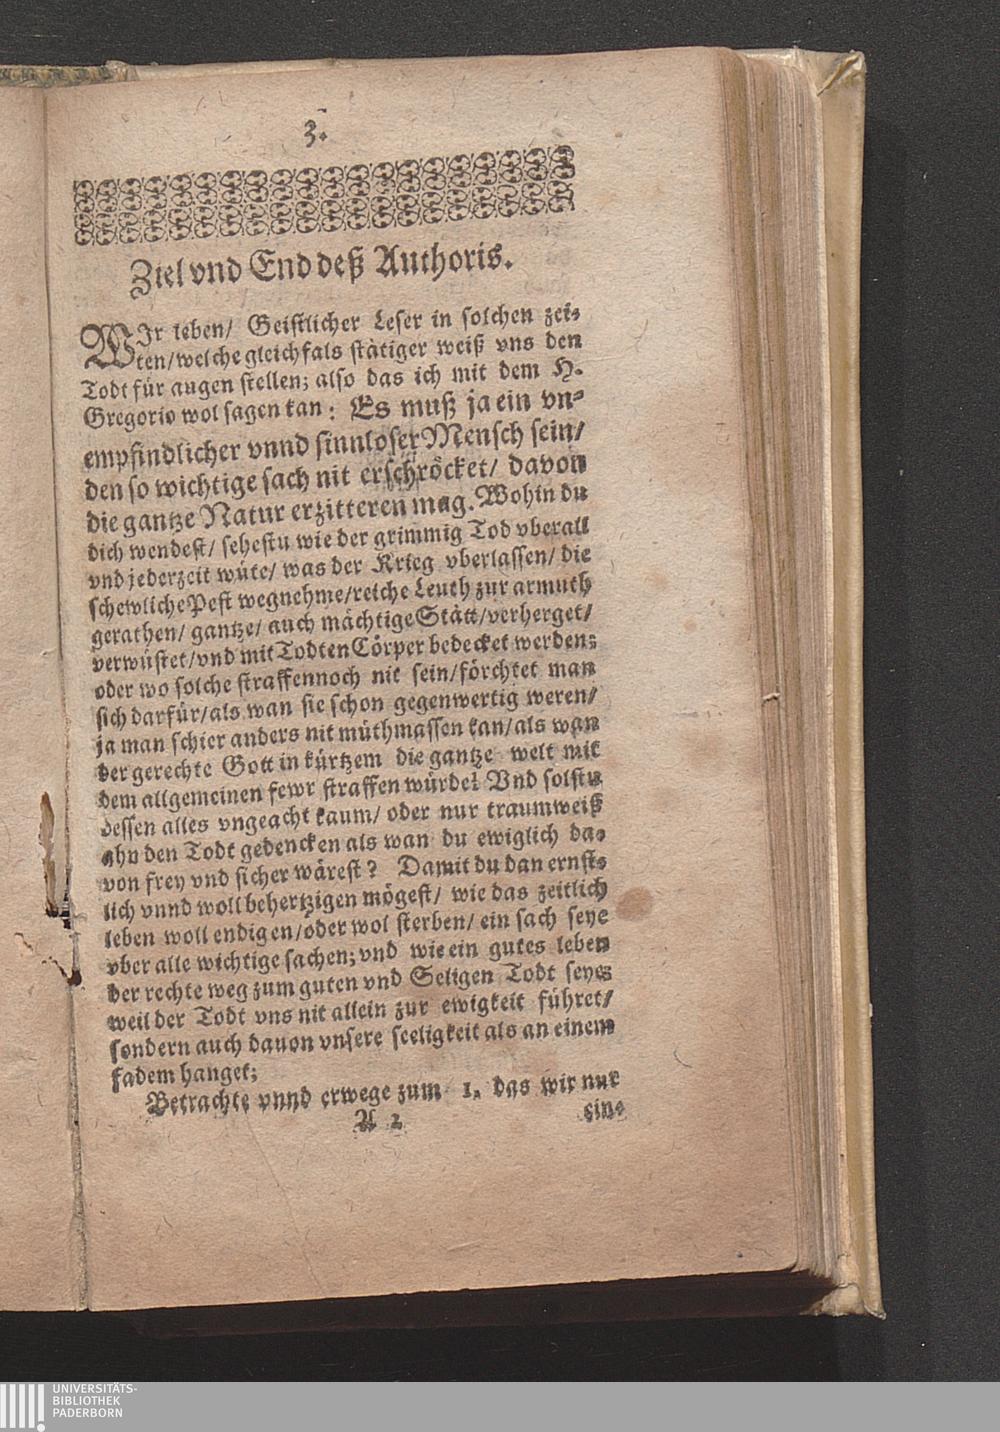 3.
Ziel vnd End deß Authoris.
WIr leben/ Geistlicher Leser in solchen zei-
ten/welche gleichfals stätiger weiß vns den
Todt für augen stellen; also das ich mit dem H.
Gregorio wol sagen kan: Es muß ja ein vn-
empfindlicher vnnd sinnloser Mensch sein/
den so wichtige sach nit erschröcket/ davon
die gantze Natur erzitteren mag. Wohin du
dich wendest/ sehestu wie der grimmig Tod vberall
vnd jederzeit wüte/ was der Krieg vberlassen/ die
schewliche Pest wegnehme/reiche Leuth zur armuth
gerathen/ gantze/ auch mächtige Stätt/verherget/
verwüstet/vnd mit Todten Cörper bedecket werden;
oder wo solche straffen noch nit sein/förchtet man
sich darfür/als wan sie schon gegenwertig weren/
ja man schier anders nit müthmassen kan/als wan
der gerechte Gott in kürtzem die gantze welt mit
dem allgemeinen fewr straffen würde? Vnd solstu
dessen alles vngeacht kaum/ oder nur traumweiß
ahn den Todt gedencken als wan du ewiglich da-
von frey vnd sicher wärest? Damit du dan ernst-
lich vnnd woll behertzigen mögest/ wie das zeitlich
leben woll endigen/oder wol sterben/ ein sach seye
vber alle wichtige sachen; vnd wie ein gutes leben
der rechte weg zum guten vnd Seligen Todt seye;
weil der Todt vns nit allein zur ewigkeit führet/
sondern auch dauon vnsere seeligkeit als an einem
fadem hanget;
Betrachte vnnd erwege zum 1. das wir nur
A 2
eine
UNIVERSITÄTS-
BIBLIOTHEK
PADERBORN